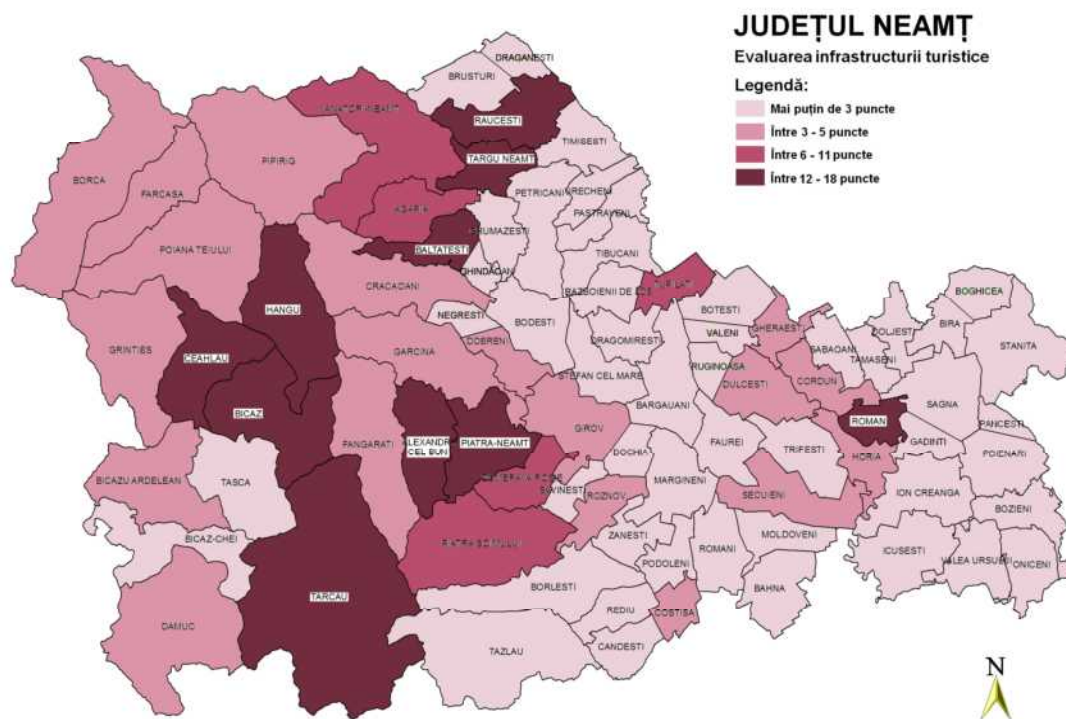 JUDEȚUL NEAMȚ
Evaluarea infrastructurii turistice
Legendă:
Mai puțin de 3 puncte
Între 3 - 5 puncte
Între 6 - 11 puncte
Între 12 - 18 puncte
DRAGANESTI
BRUSTURI
RAUCESTI
TIMISESTI
TARGU NEAMT
PIPIRIG
BORCA
FARCASA
PETRICANI
PASTRAVENI
AGAPIA
POIANA TEIULUI
BALTATESTI
TIBUCANI
CRACAOANI
HANGU
NEGRESTI
BODESTI
BOTESTI
BOGHICEA
BIRA
STANITA
VALENI
GHERAESTI
DRAGOMIRESTI
SABAOANI
TAMASENI
GRINTIES
GARCINA
DOBRENI
CEAHLAU
STEFAN CEL MARE
RUGINOASA
DULCESTI
CORDUN
BICAZ
BARGAUANI
SAGNA
ROMAN
PANCESTI
PANGARATI
PIATRA-NEAMT
GIROV
FAUREI
TRIFESTI
GADINTI
CEL BUN
DOCHIA
HORIA
POIENARI
BICAZU ARDELEAN
TASCA
MARGINENI
SECUIENI
ION CREANGA
ROZNOV
BOZIENI
BICAZ-CHEI
ZANESTI
MOLDOVENI
ICUSESTI
VALEA URSULUI
ONICENI
PODOLENI
ROMANI
BAHNA
TARCAU
BORLESTI
REDIU
COSTISA
DAMUC
TAZLAU
CANDESTI
N